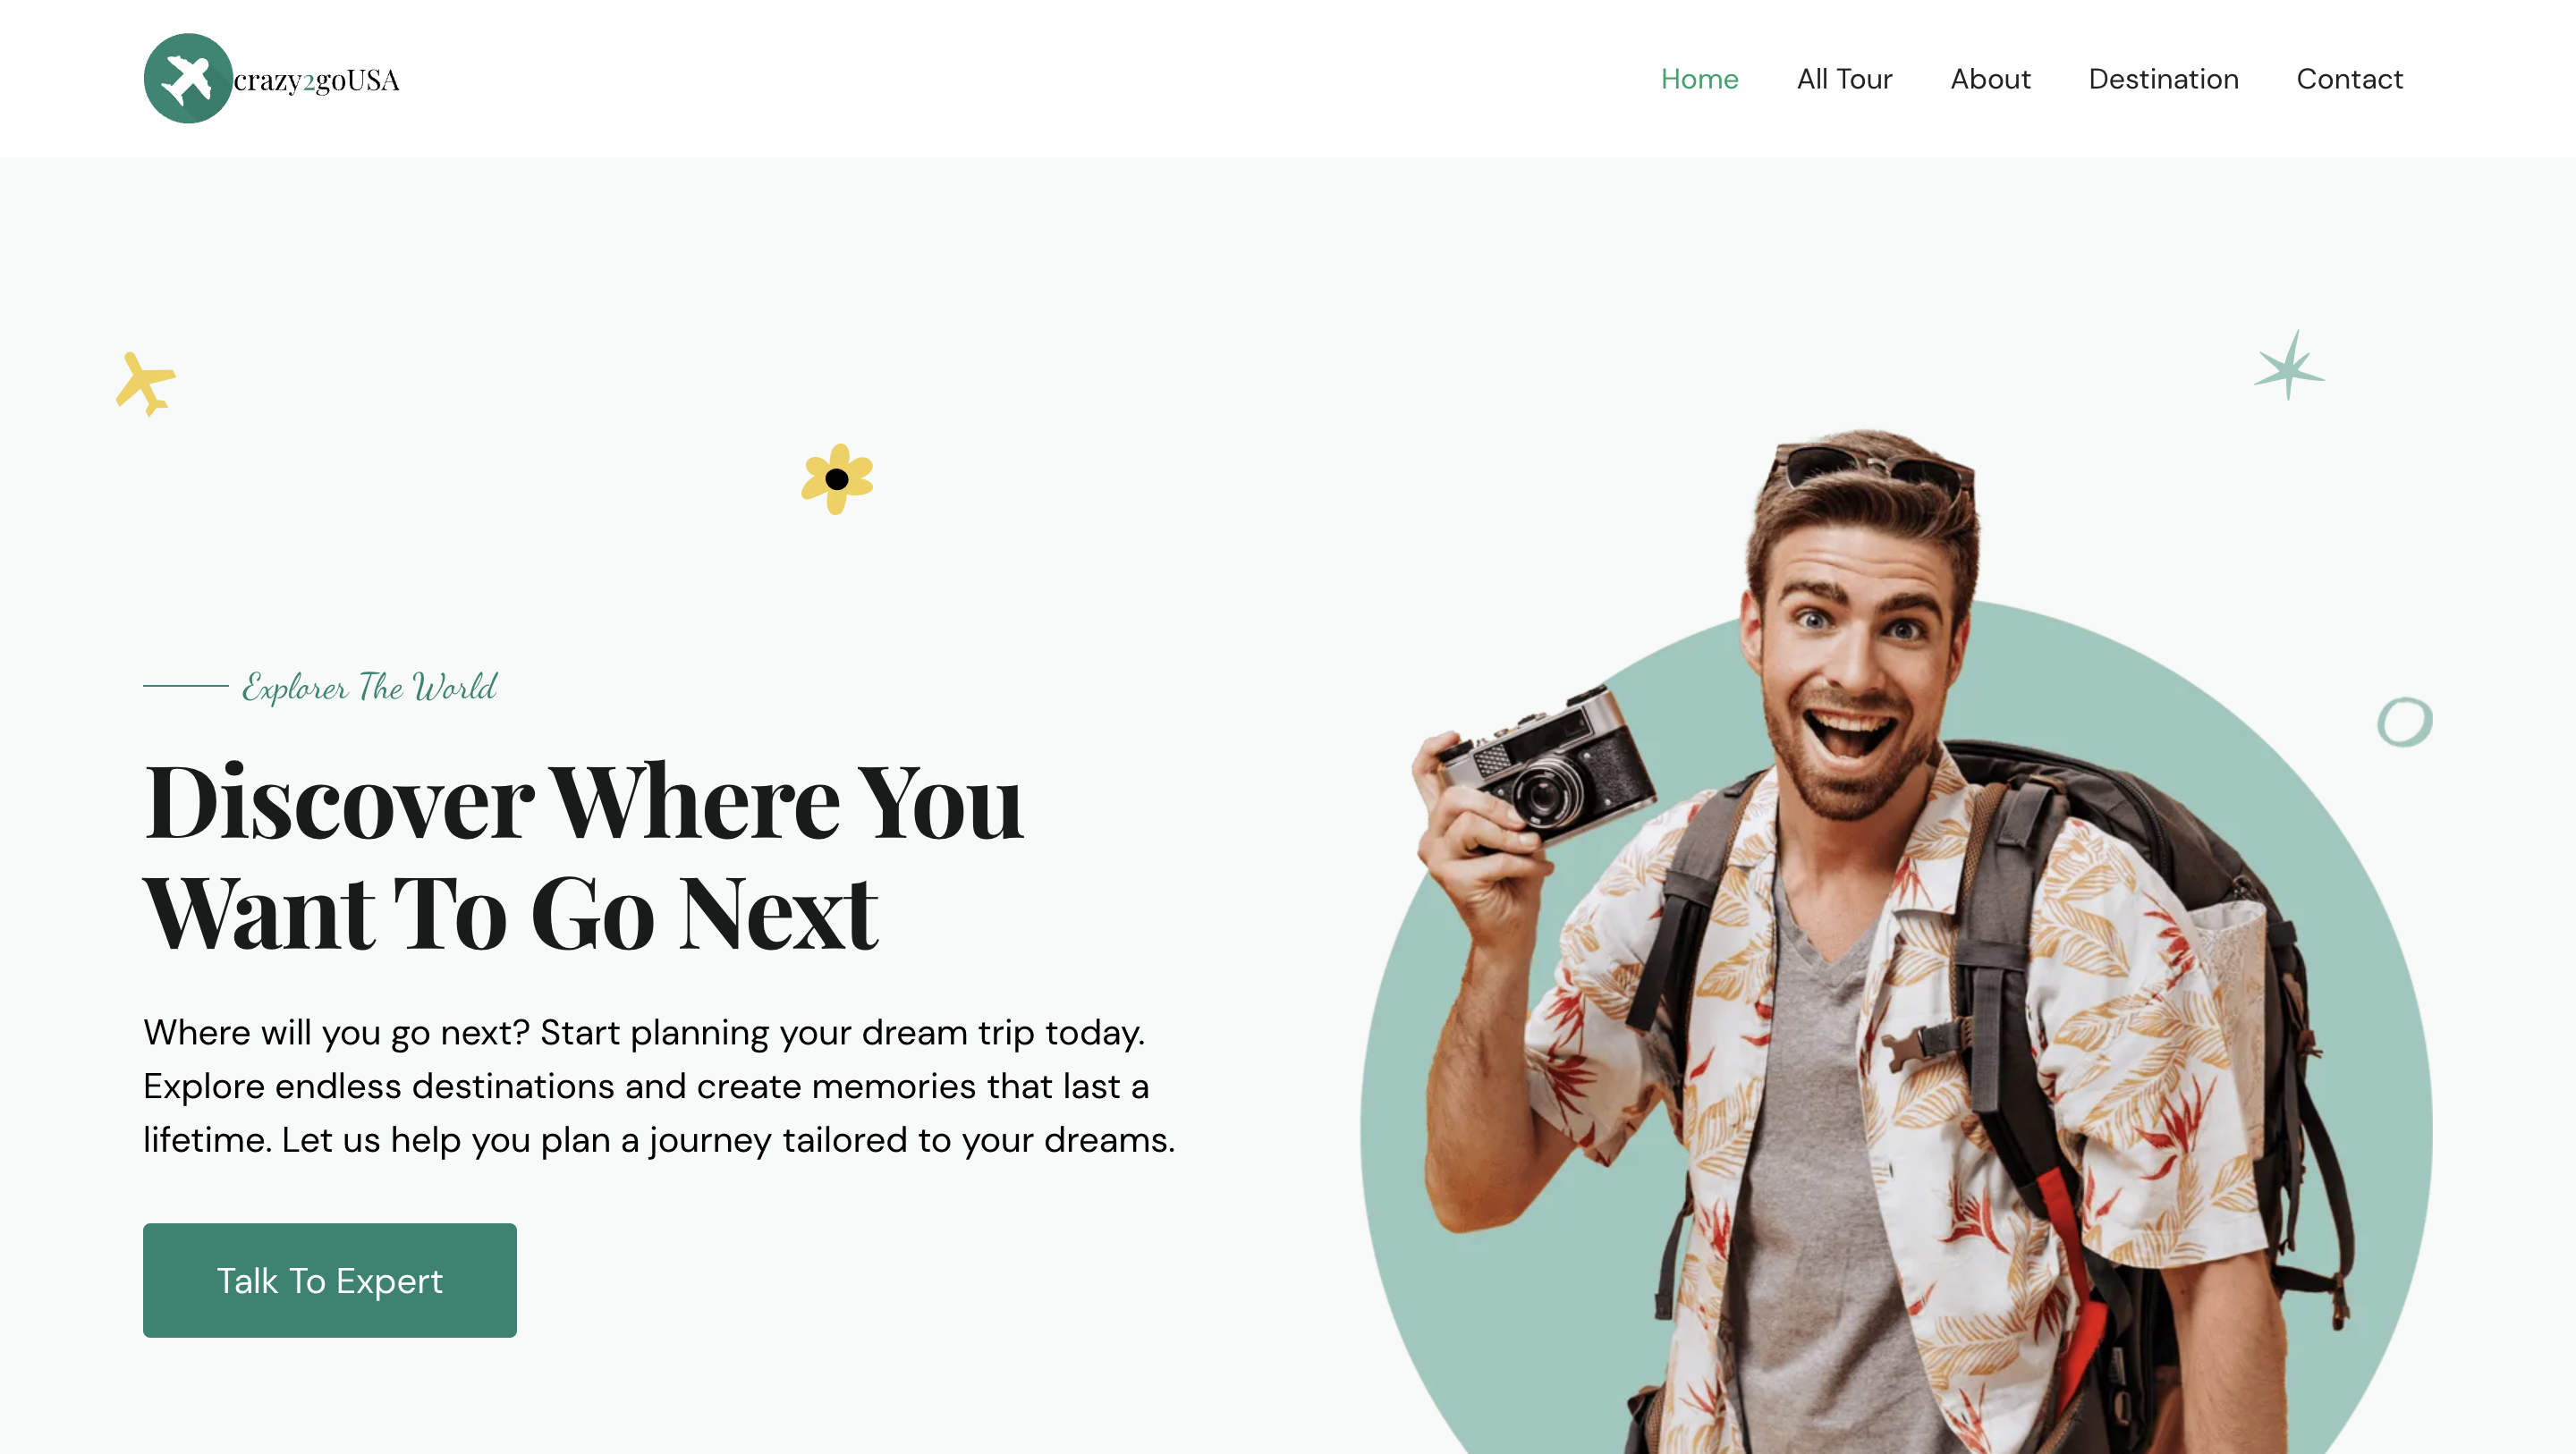 crazy2goUSA
Home All Tour About Destination Contact
Explorer The World
Discover Where You
Want To Go Next
Where will you go next? Start planning your dream trip today.
Explore endless destinations and create memories that last a
lifetime. Let us help you plan a journey tailored to your dreams.
Talk To Expert